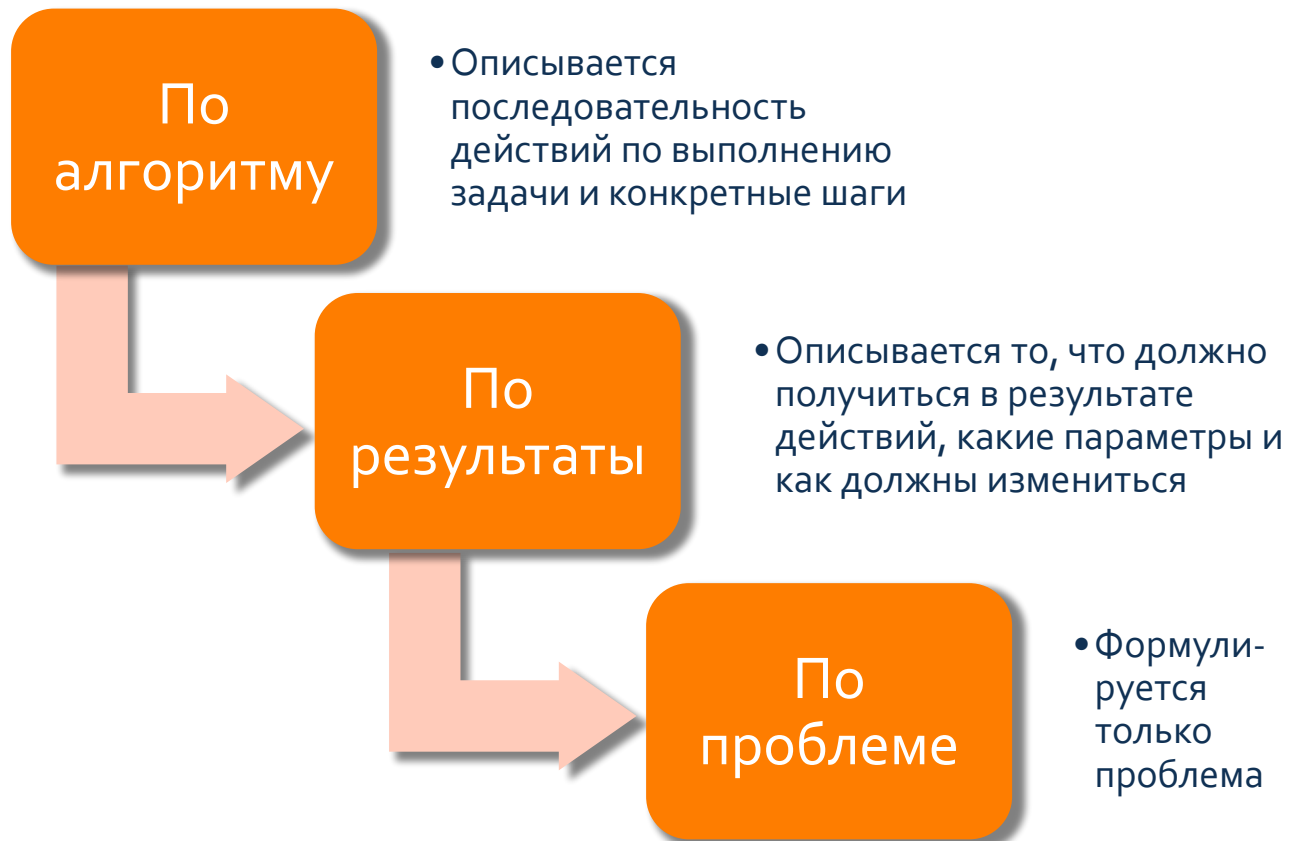 По
алгоритму
•Описывается
последовательность
действий по выполнению
задачи и конкретные шаги
По
результаты
•Описывается то, что должно
получиться в результате
действий, какие параметры и
как должны измениться
По
проблеме
•Формули-
руется
только
проблема